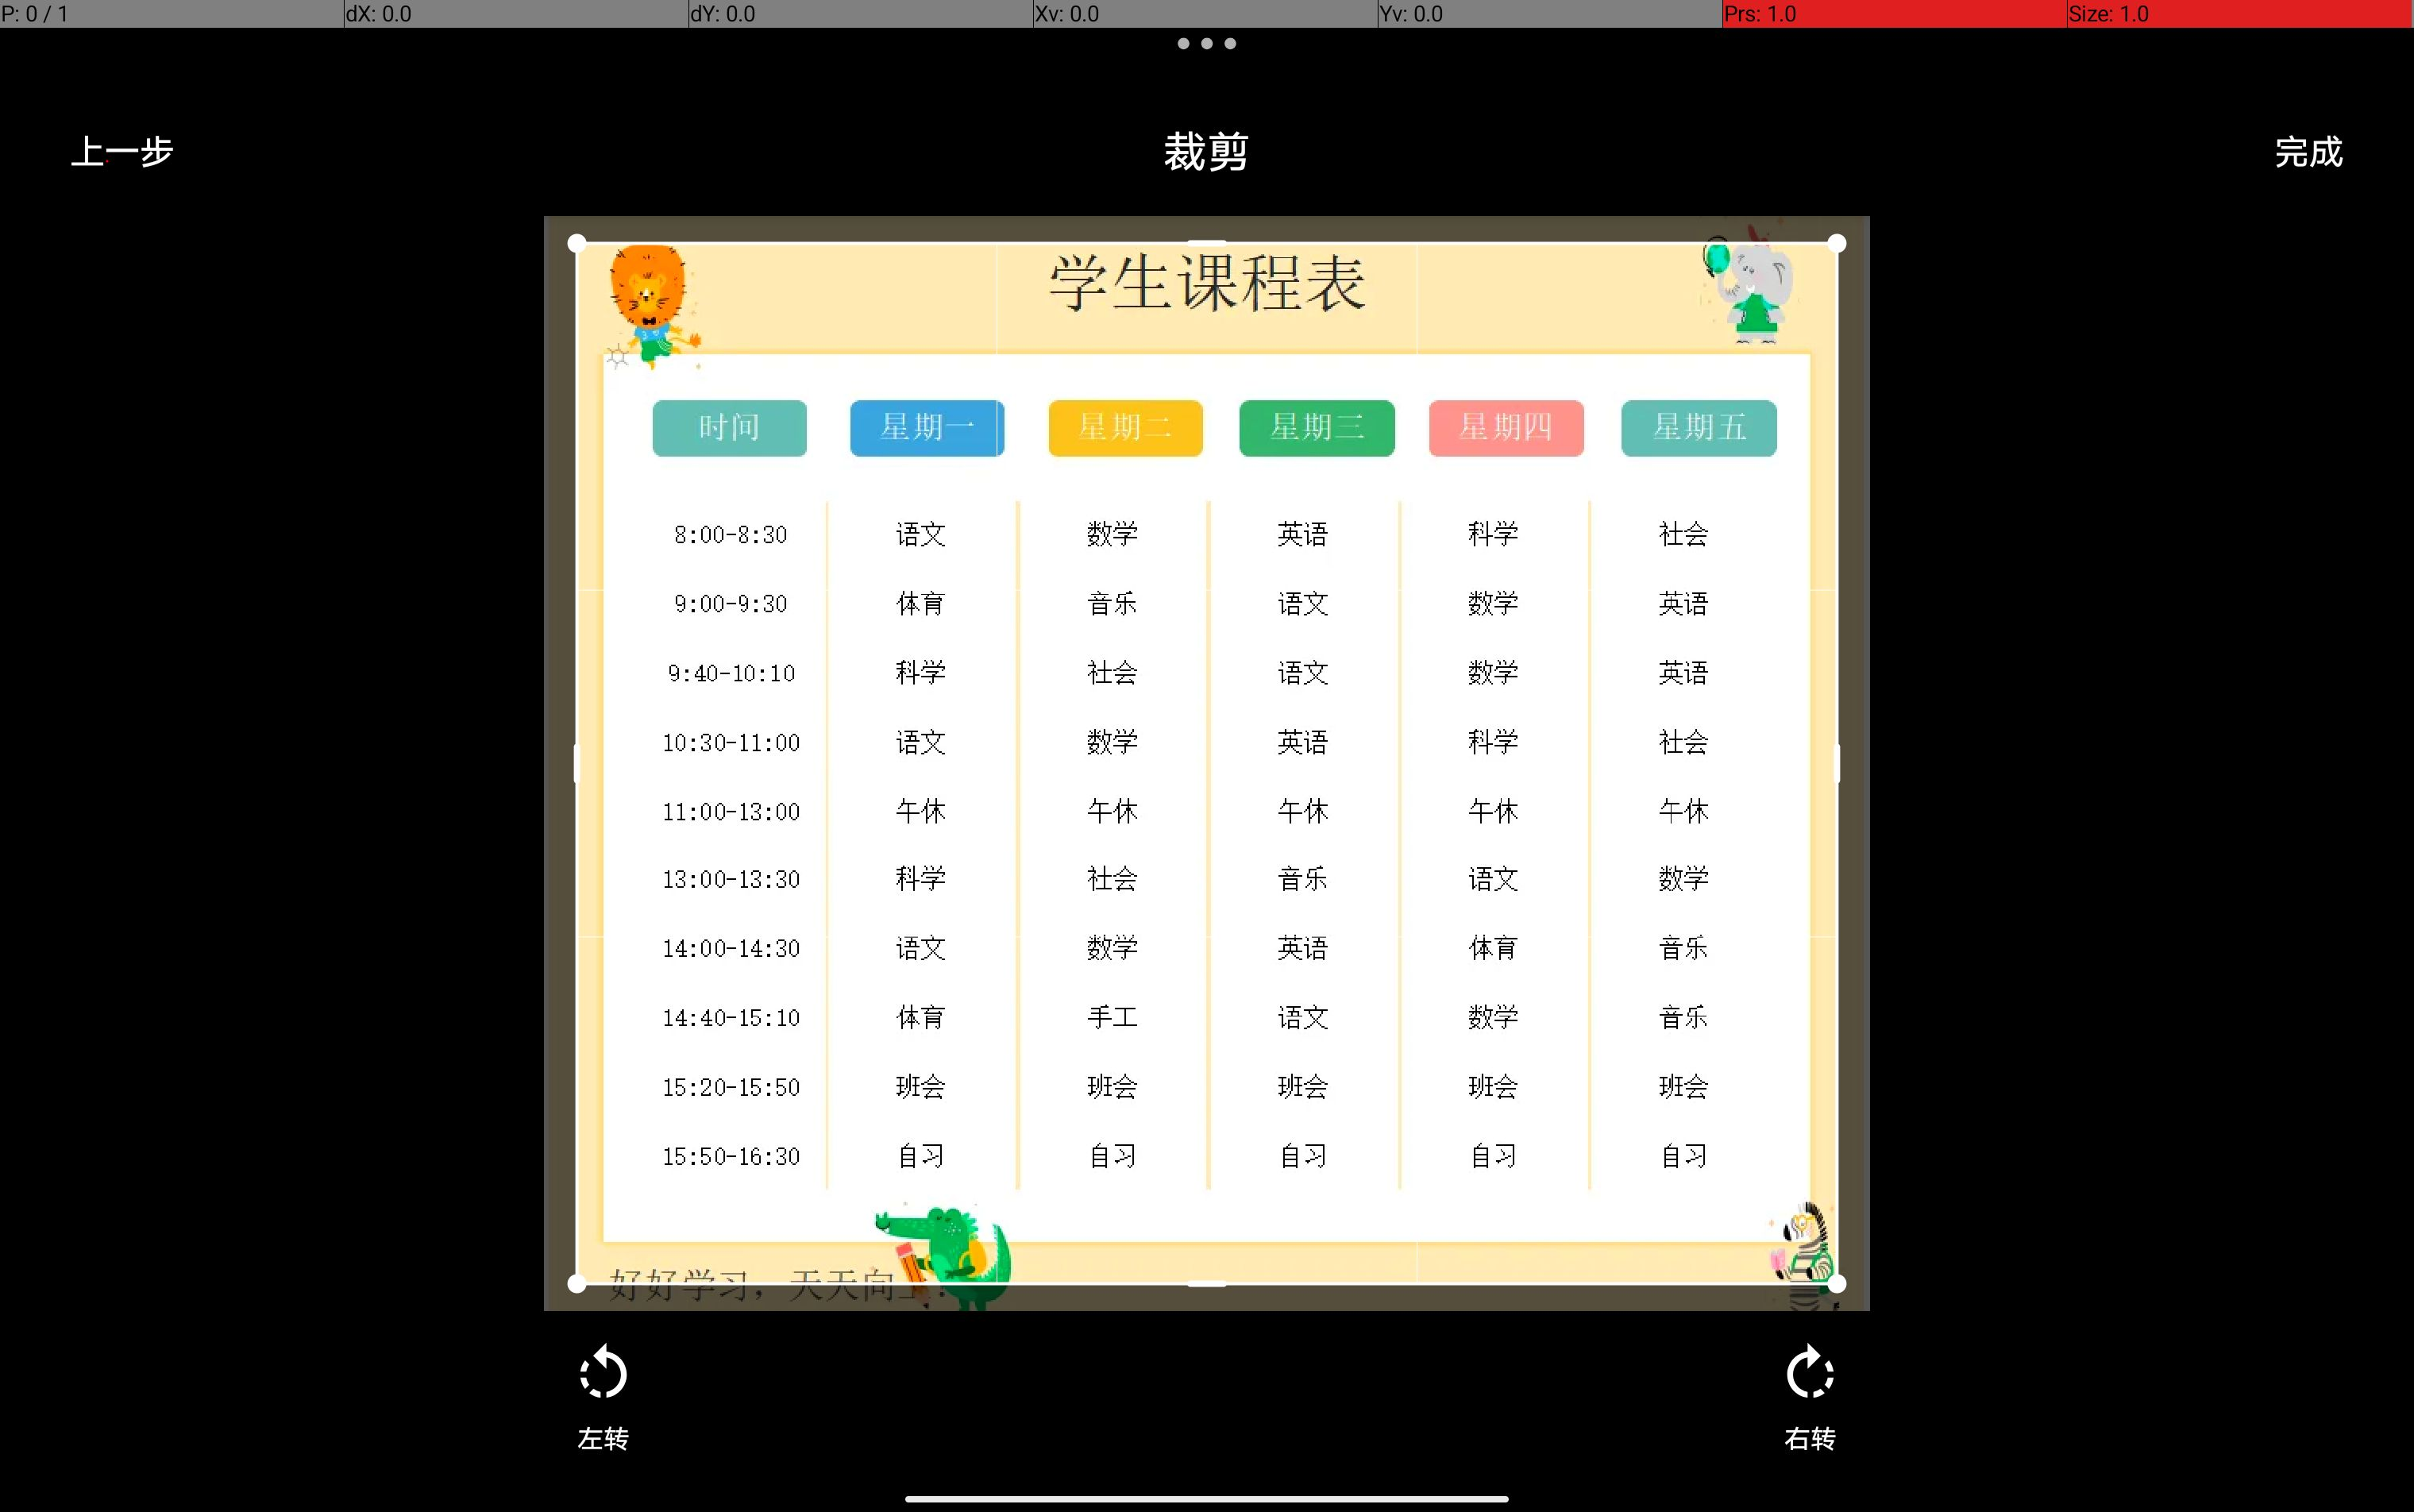 P: 0 / 1 dX: 0.0 dY: 0.0 Xv: 0.0 Yv: 0.0 Prs: 1.0 Size: 1.0
上一步 裁剪 完成
学生课程表
时间 星期一 星期二 星期三 星期四 星期五
8:00-8:30 语文 数学 英语 科学 社会
9:00-9:30 体育 音乐 语文 数学 英语
9:40-10:10 科学 社会 语文 数学 英语
10:30-11:00 语文 数学 英语 科学 社会
11:00-13:00 午休 午休 午休 午休 午休
13:00-13:30 科学 社会 音乐 语文 数学
14:00-14:30 语文 数学 英语 体育 音乐
14:40-15:10 体育 手工 语文 数学 音乐
15:20-15:50 班会 班会 班会 班会 班会
15:50-16:30 自习 自习 自习 自习 自习
好好学习，天天向上！
左转 右转